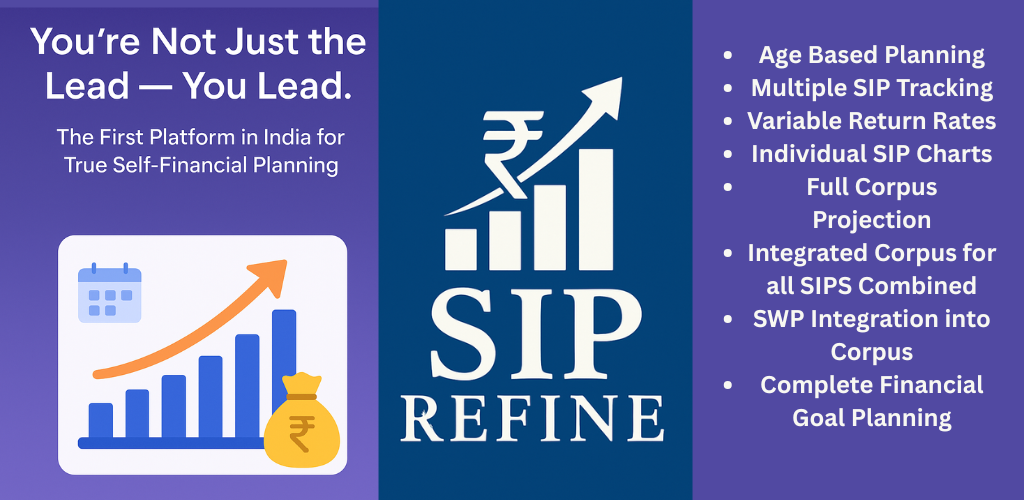 You're Not Just the
Lead — You Lead.
The First Platform in India for
True Self-Financial Planning
₹
₹
SIP
REFINE
• Age Based Planning
• Multiple SIP Tracking
• Variable Return Rates
• Individual SIP Charts
• Full Corpus
Projection
• Integrated Corpus for
all SIPS Combined
• SWP Integration into
Corpus
• Complete Financial
Goal Planning